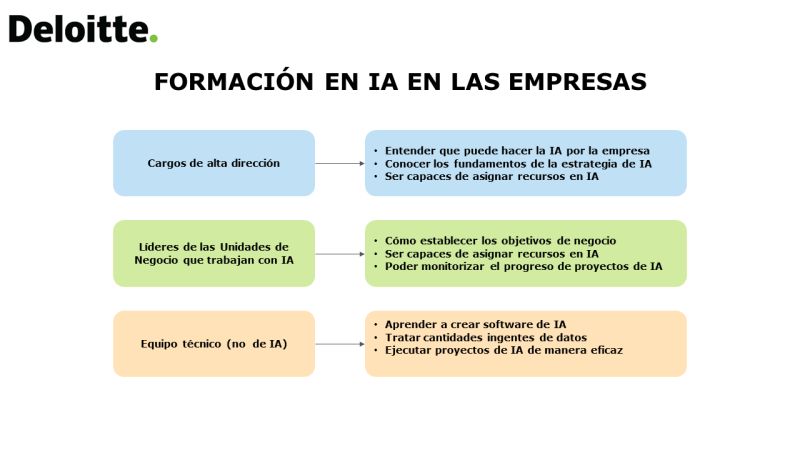 Deloitte.
FORMACIÓN EN IA EN LAS EMPRESAS
Cargos de alta dirección
• Entender que puede hacer la IA por la empresa
• Conocer los fundamentos de la estrategia de IA
• Ser capaces de asignar recursos en IA
Líderes de las Unidades de
Negocio que trabajan con IA
• Cómo establecer los objetivos de negocio
• Ser capaces de asignar recursos en IA
• Poder monitorizar el progreso de proyectos de IA
Equipo técnico (no de IA)
• Aprender a crear software de IA
• Tratar cantidades ingentes de datos
• Ejecutar proyectos de IA de manera eficaz